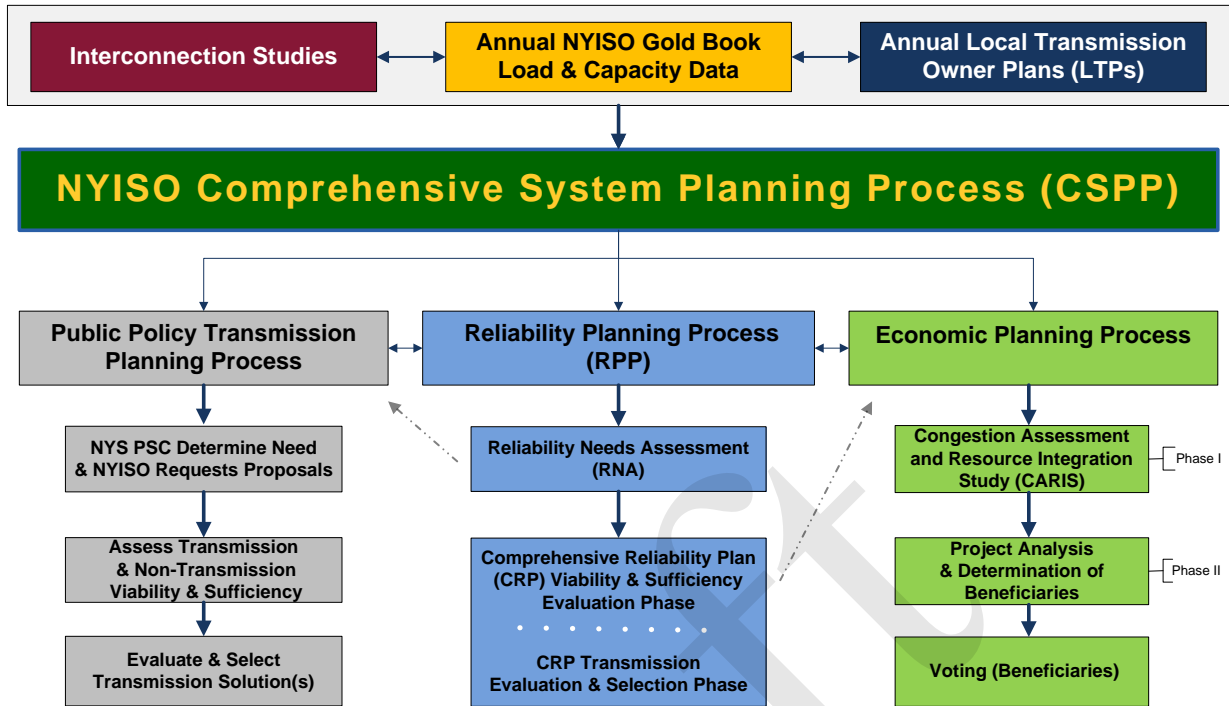 Interconnection Studies
Annual NYISO Gold Book
Load & Capacity Data
Annual Local Transmission
Owner Plans (LTPs)
NYISO Comprehensive System Planning Process (CSPP)
Public Policy Transmission
Planning Process
Reliability Planning Process
(RPP)
Economic Planning Process
NYS PSC Determine Need
& NYISO Requests Proposals
Reliability Needs Assessment
(RNA)
Congestion Assessment
and Resource Integration
Study (CARIS)
Phase I
Assess Transmission
& Non-Transmission
Viability & Sufficiency
Comprehensive Reliability Plan
(CRP) Viability & Sufficiency
Evaluation Phase
Project Analysis
& Determination of
Beneficiaries
Phase II
Evaluate & Select
Transmission Solution(s)
CRP Transmission
Evaluation & Selection Phase
Voting (Beneficiaries)
ft